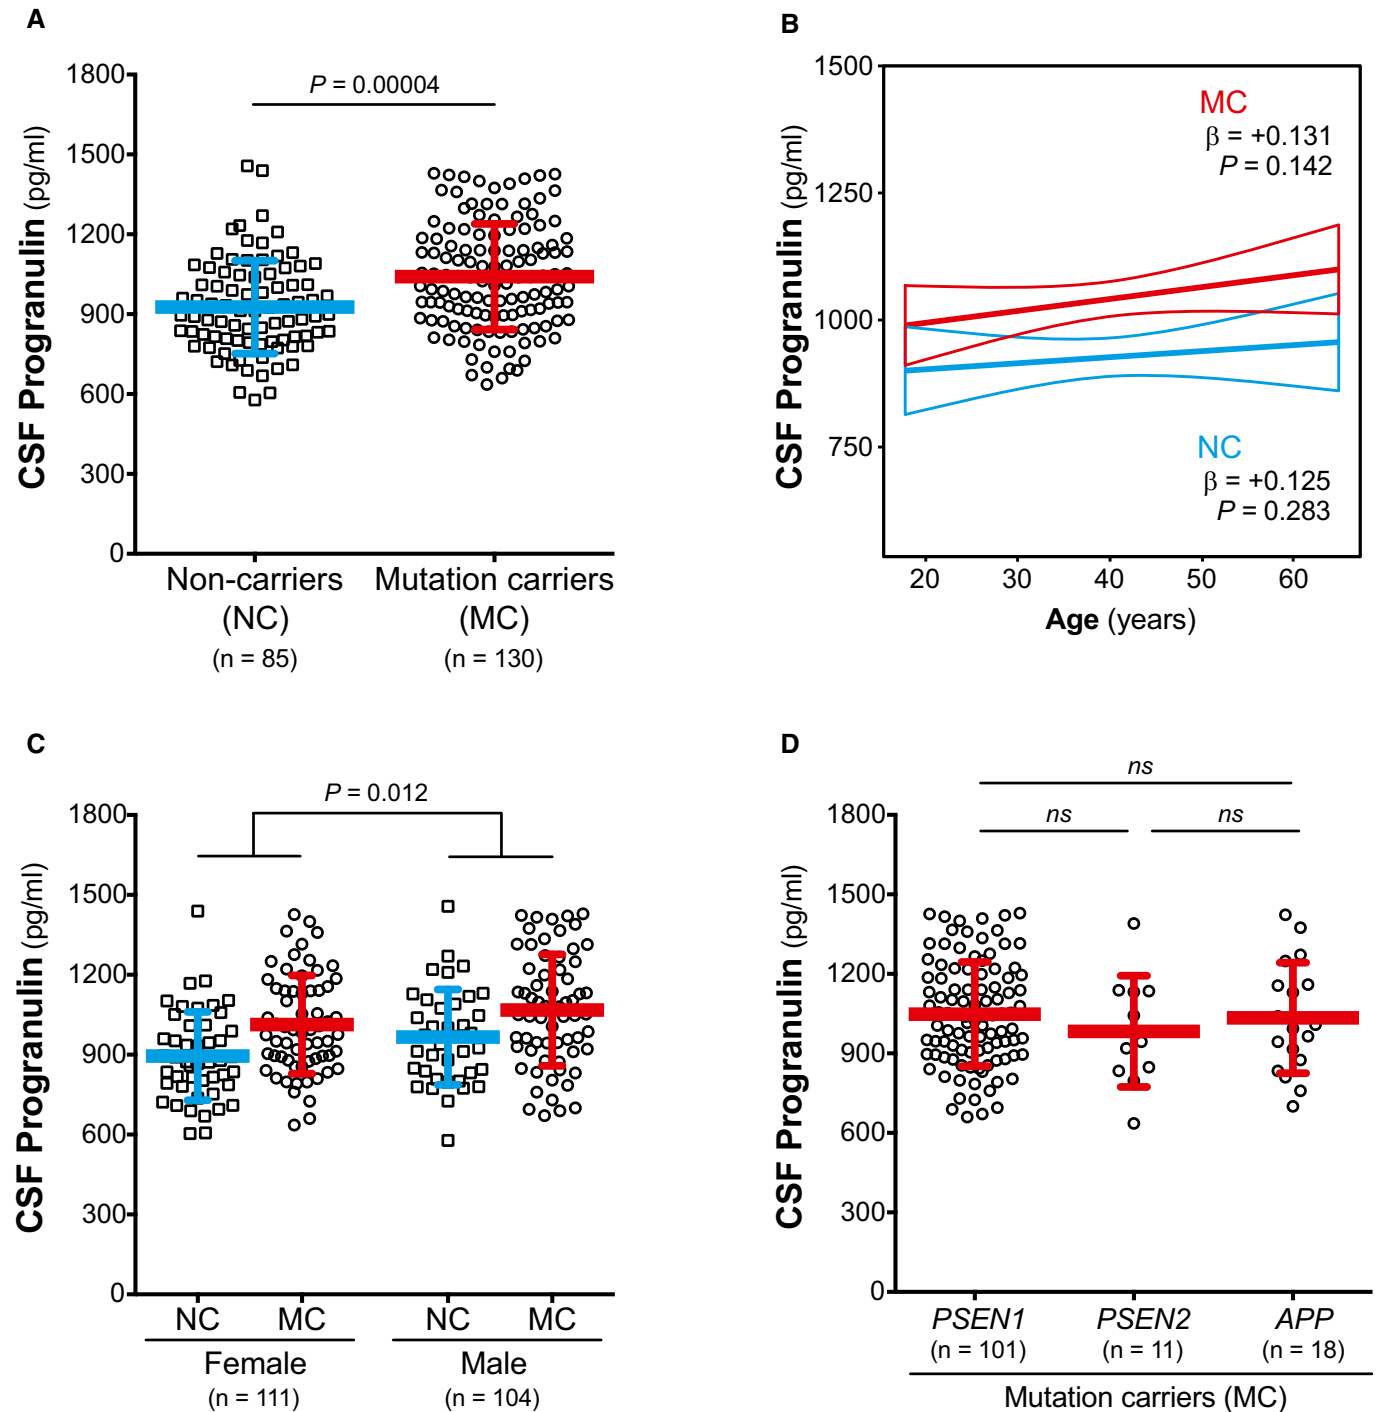 A
CSF Progranulin (pg/ml)
1800
1500
1200
900
600
300
0
P = 0.00004
Non-carriers
(NC)
(n = 85)
Mutation carriers
(MC)
(n = 130)
B
CSF Progranulin (pg/ml)
1500
1250
1000
750
MC
β = +0.131
P = 0.142
NC
β = +0.125
P = 0.283
20 30 40 50 60
Age (years)
C
CSF Progranulin (pg/ml)
1800
1500
1200
900
600
300
0
P = 0.012
NC MC NC MC
Female Male
(n = 111) (n = 104)
D
CSF Progranulin (pg/ml)
1800
1500
1200
900
600
300
0
ns
ns ns
PSEN1 PSEN2 APP
(n = 101) (n = 11) (n = 18)
Mutation carriers (MC)